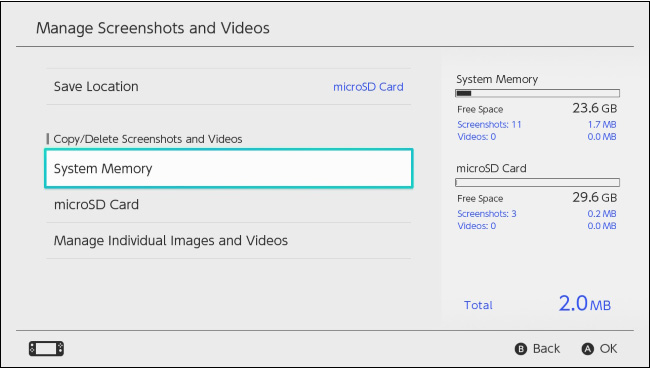 Manage Screenshots and Videos
Save Location microSD Card
Copy/Delete Screenshots and Videos
System Memory
microSD Card
Manage Individual Images and Videos
System Memory
Free Space 23.6 GB
Screenshots: 11 1.7 MB
Videos: 0 0.0 MB
microSD Card
Free Space 29.6 GB
Screenshots: 3 0.2 MB
Videos: 0 0.0 MB
Total 2.0 MB
B Back A OK